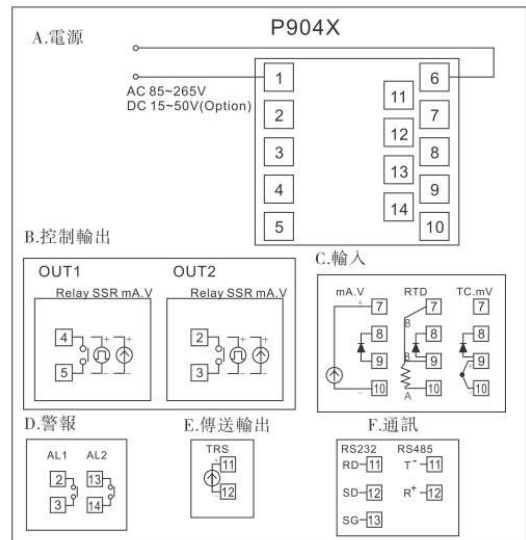 P904X
A.電源
AC 85~265V
DC 15~50V(Option)
1
2
3
4
5
6
7
8
9
10
11
12
13
14
B.控制輸出
OUT1
OUT2
Relay SSR mA.V
Relay SSR mA.V
4
5
2
3
C.輸入
mA.V
RTD
TC.mV
7
8
9
10
7
8
9
10
B
B
A
7
8
9
10
D.警報
AL1
AL2
2
3
13
14
E.傳送輸出
TRS
11
12
F.通訊
RS232
RS485
RD 11
SD 12
SG 13
T- 11
R+ 12